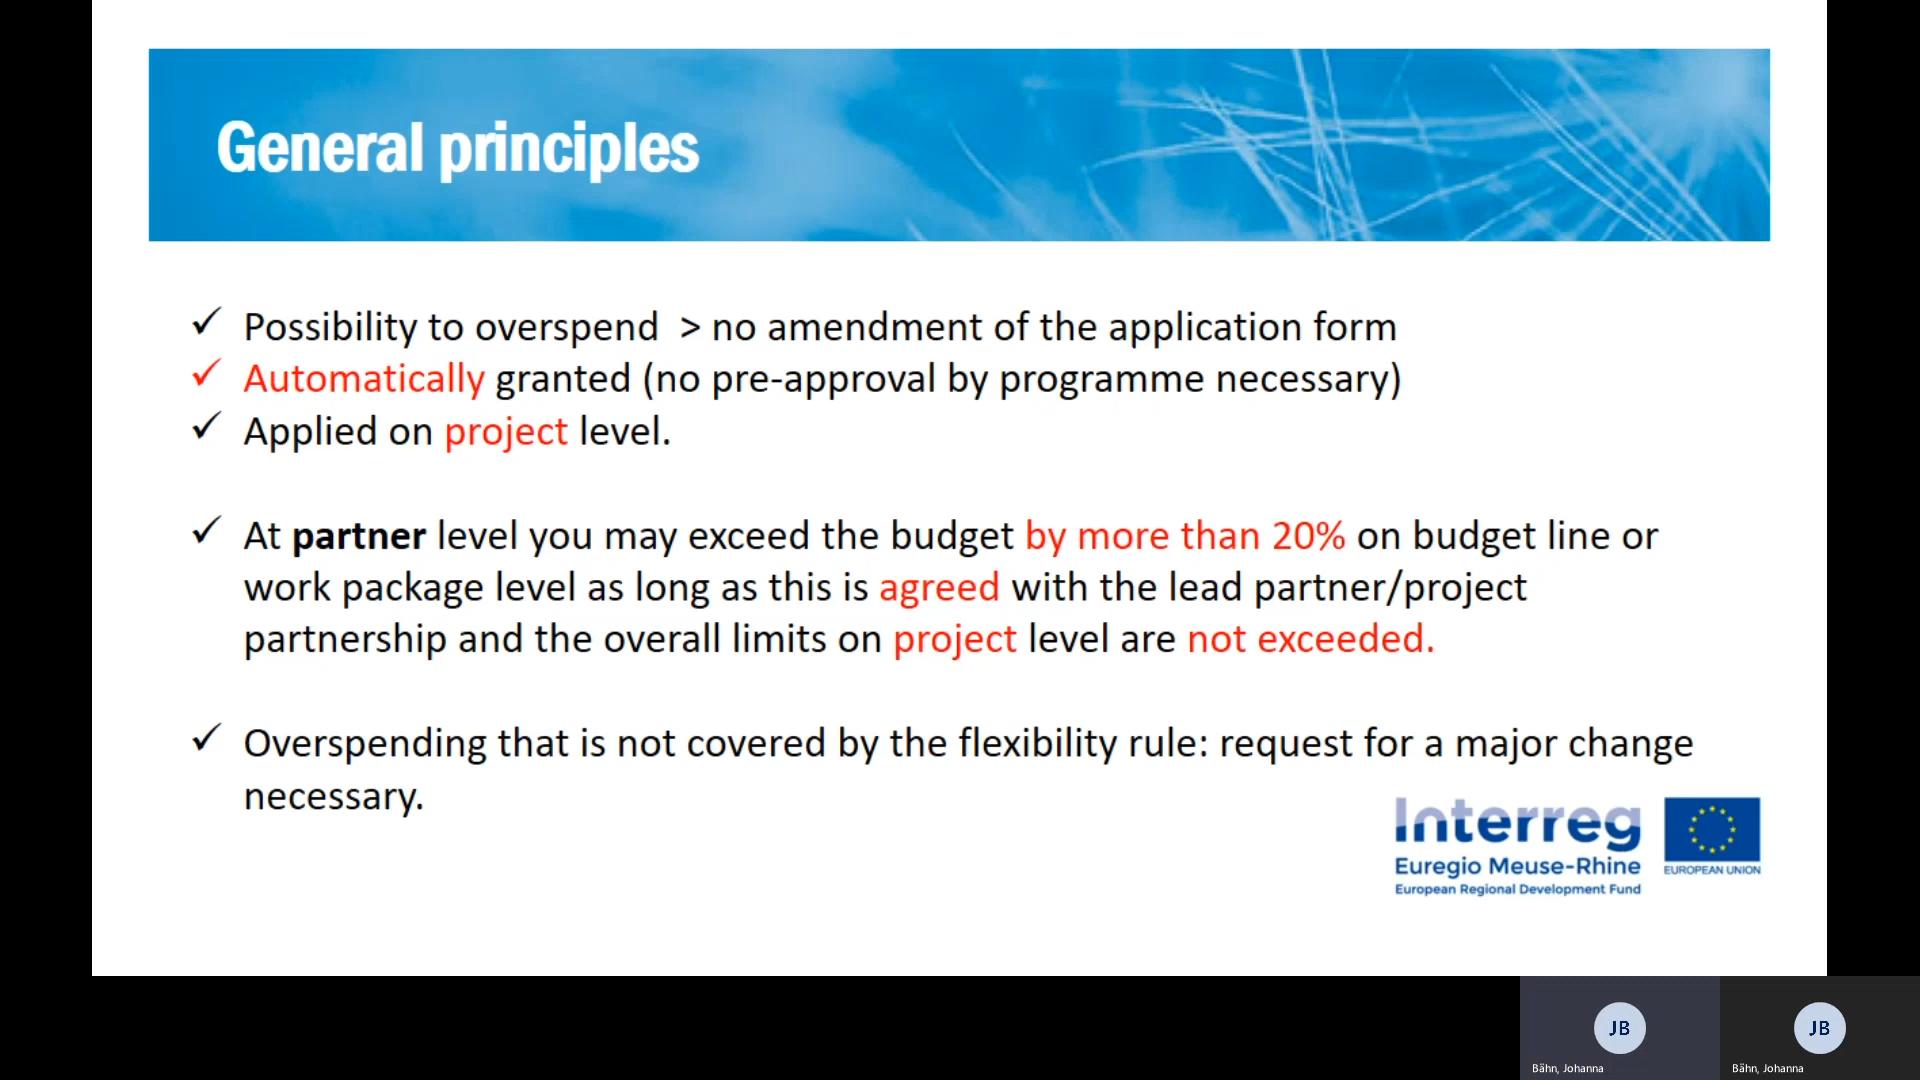 General principles
✓ Possibility to overspend > no amendment of the application form
✓ Automatically granted (no pre-approval by programme necessary)
✓ Applied on project level.
✓ At partner level you may exceed the budget by more than 20% on budget line or
work package level as long as this is agreed with the lead partner/project
partnership and the overall limits on project level are not exceeded.
✓ Overspending that is not covered by the flexibility rule: request for a major change
necessary.
Interreg
Euregio Meuse-Rhine
European Regional Development Fund
EUROPEAN UNION
JB
Bähn, Johanna
JB
Bähn, Johanna